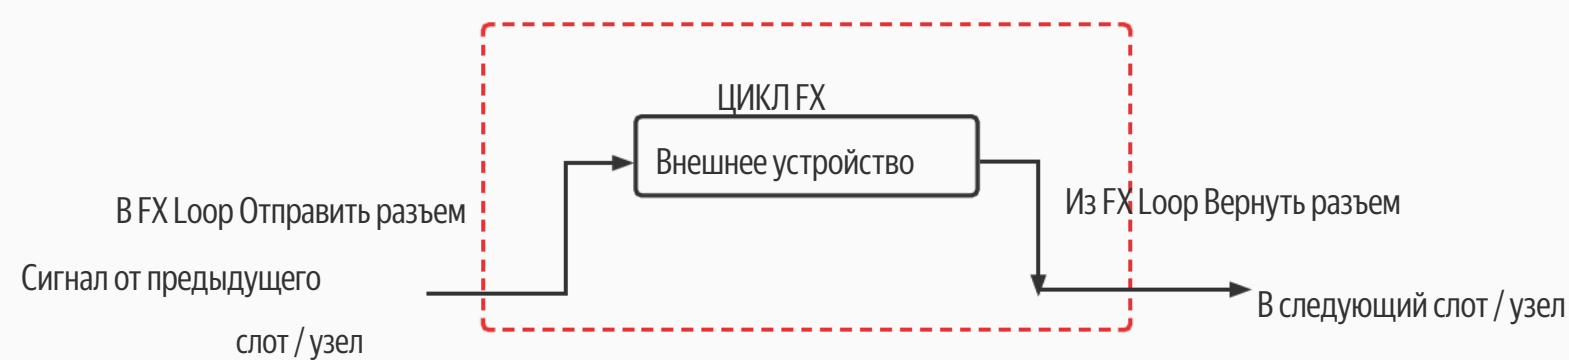 ЦИКЛ FX
Внешнее устройство
В FX Loop Отправить разъем
Из FX Loop Вернуть разъем
Сигнал от предыдущего
слот / узел
В следующий слот / узел